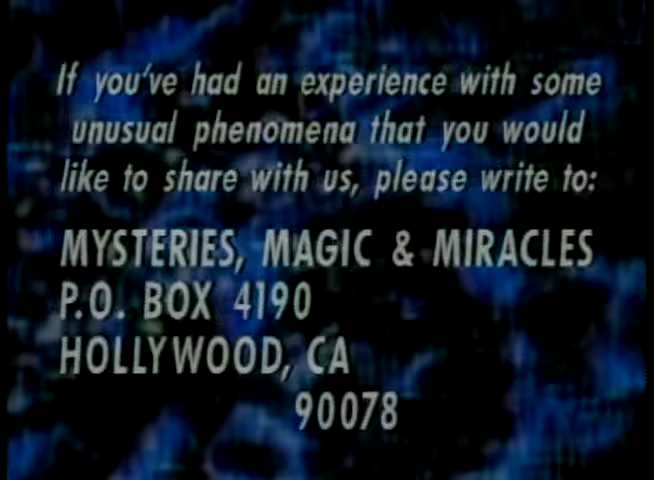 If you've had an experience with some
unusual phenomena that you would
like to share with us, please write to:
MYSTERIES, MAGIC & MIRACLES
P.O. BOX 4190
HOLLYWOOD, CA
90078